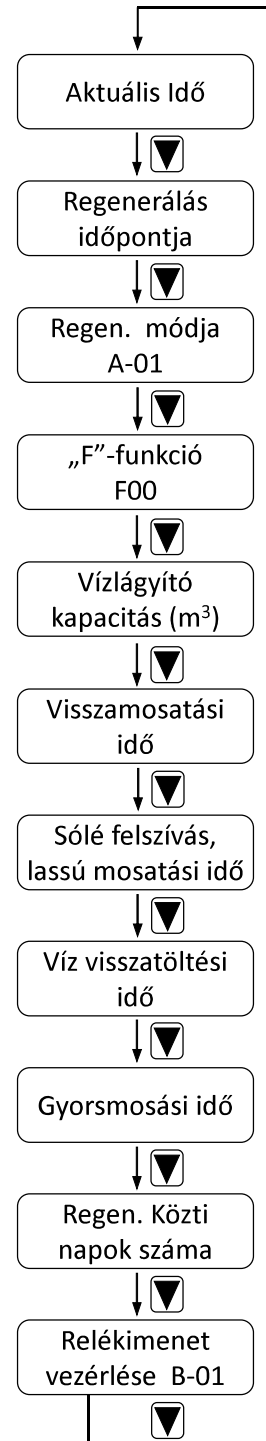 Aktuális Idő
Regenerálás
időpontja
Regen. módja
A-01
„F”-funkció
F00
Vízlágyító
kapacitás (m³)
Visszamosatási
idő
Sólé felszívás,
lassú mosatási idő
Víz visszatöltési
idő
Gyorsmosási idő
Regen. Közti
napok száma
Relékimenet
vezérlése B-01